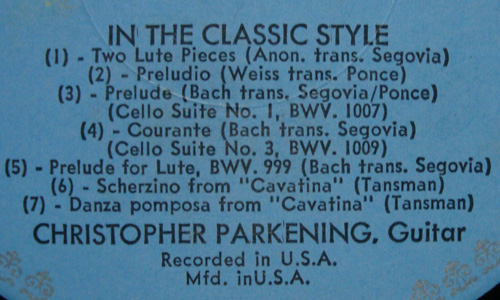 IN THE CLASSIC STYLE
(1) - Two Lute Pieces (Anon. trans. Segovia)
(2) - Preludio (Weiss trans. Ponce)
(3) - Prelude (Bach trans. Segovia/Ponce)
(Cello Suite No. 1, BWV. 1007)
(4) - Courante (Bach trans. Segovia)
(Cello Suite No. 3, BWV. 1009)
(5) - Prelude for Lute, BWV. 999 (Bach trans. Segovia)
(6) - Scherzino from "Cavatina" (Tansman)
(7) - Danza pomposa from "Cavatina" (Tansman)
CHRISTOPHER PARKENING, Guitar
Recorded in U.S.A.
Mfd. inU.S.A.